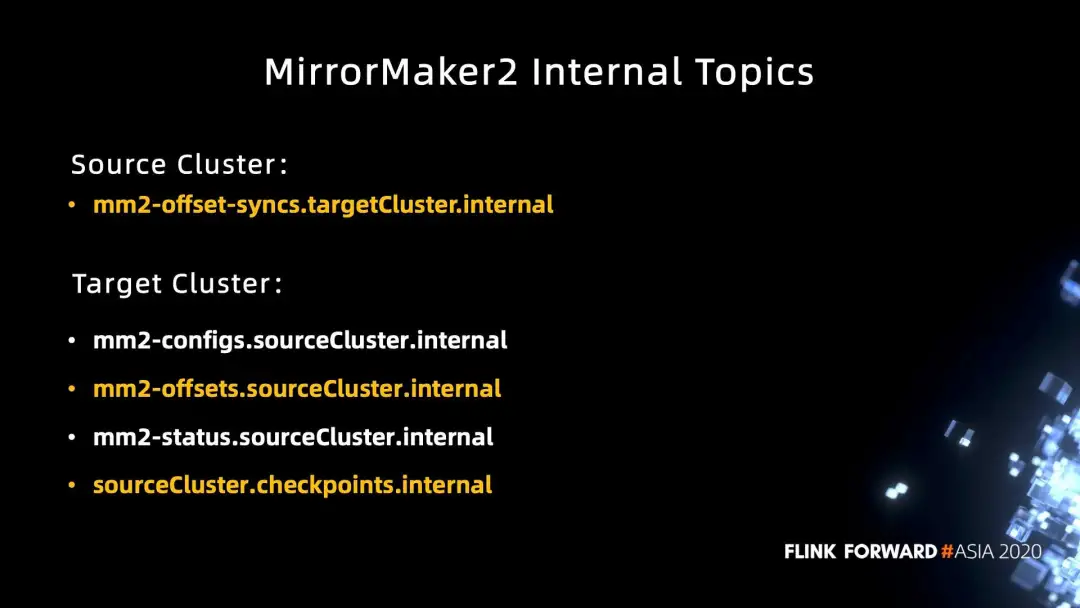 MirrorMaker2 Internal Topics
Source Cluster:
• mm2-offset-syncs.targetCluster.internal
Target Cluster:
• mm2-configs.sourceCluster.internal
• mm2-offsets.sourceCluster.internal
• mm2-status.sourceCluster.internal
• sourceCluster.checkpoints.internal
FLINK FORWARD #ASIA 2020